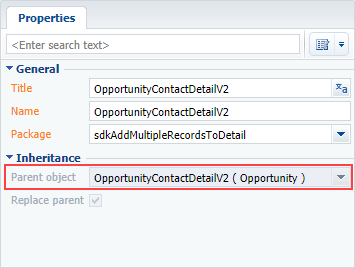 Properties
<Enter search text>
General
Title OpportunityContactDetailV2
Name OpportunityContactDetailV2
Package sdkAddMultipleRecordsToDetail
Inheritance
Parent object OpportunityContactDetailV2 ( Opportunity )
Replace parent